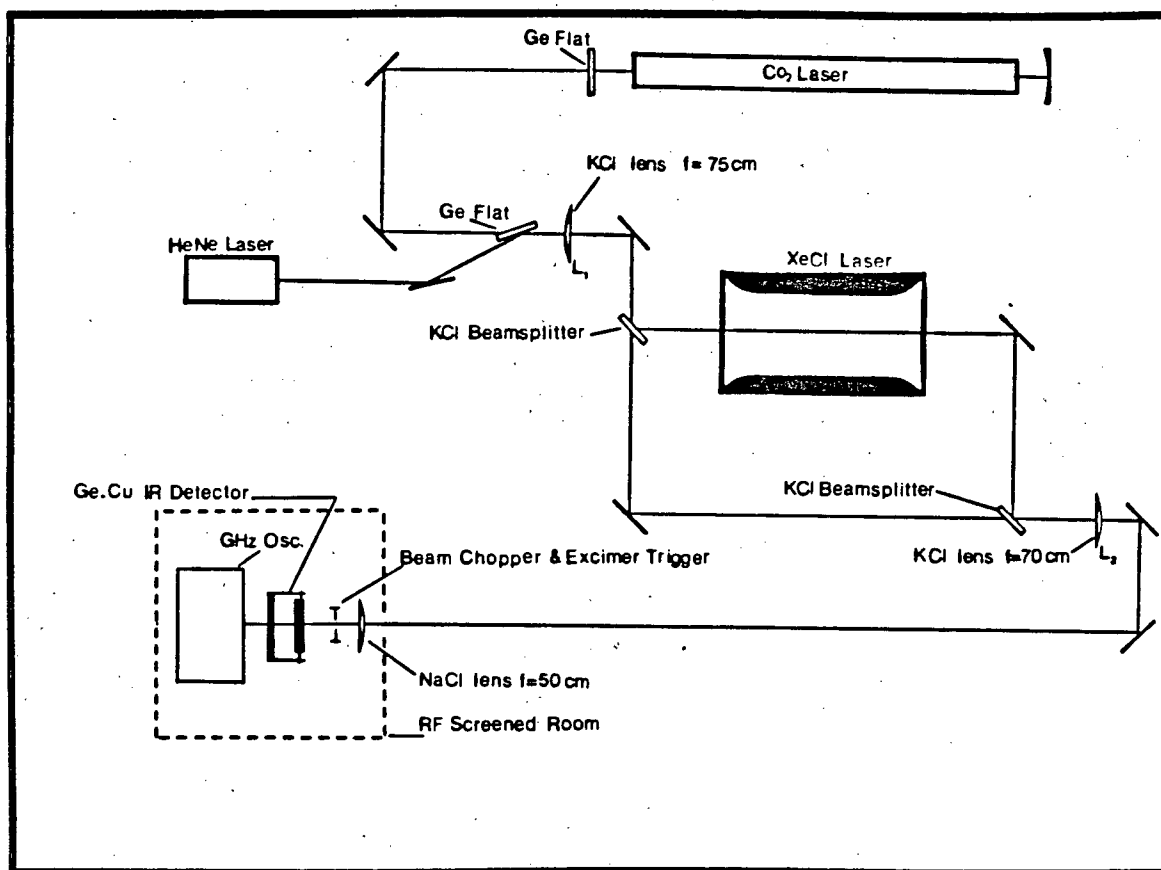 Ge Flat
Co₂ Laser
KCl lens f= 75cm
Ge Flat
HeNe Laser
L₁
XeCl Laser
KCl Beamsplitter
Ge.Cu IR Detector
KCl Beamsplitter
GHz Osc.
Beam Chopper & Excimer Trigger
KCl lens f=70cm
L₂
NaCl lens f=50cm
RF Screened Room